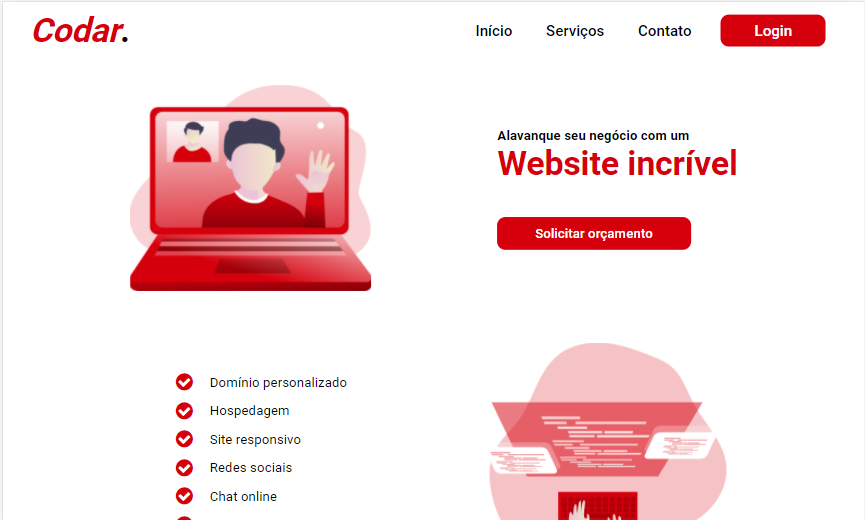 Codar.
Início
Serviços
Contato
Login
Alavanque seu negócio com um
Website incrível
Solicitar orçamento
Domínio personalizado
Hospedagem
Site responsivo
Redes sociais
Chat online